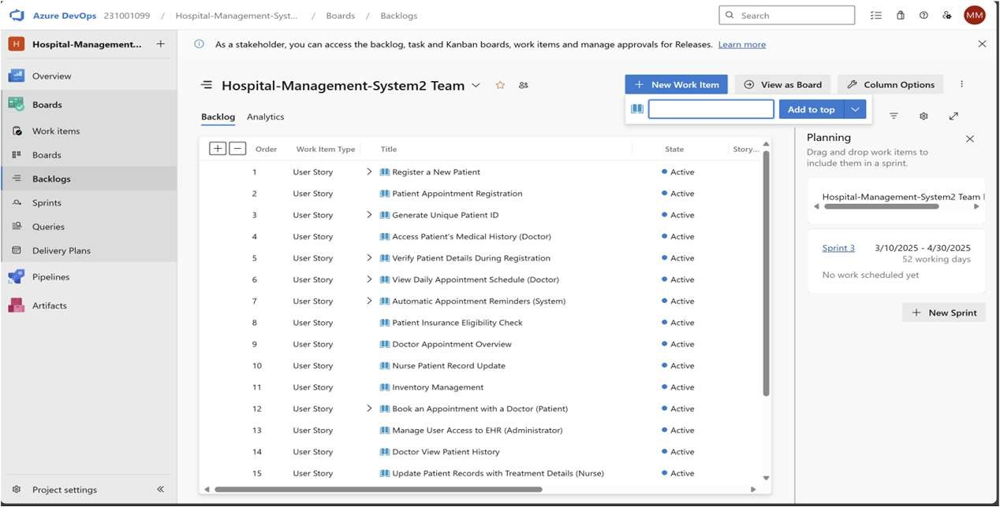 Azure DevOps 231001099 / Hospital-Management-Syst... / Boards / Backlogs
Search
MM
H Hospital-Management...
As a stakeholder, you can access the backlog, task and Kanban boards, work items and manage approvals for Releases. Learn more
Overview
Boards
Work items
Boards
Backlogs
Sprints
Queries
Delivery Plans
Pipelines
Artifacts
Project settings
Hospital-Management-System2 Team
New Work Item
View as Board
Column Options
Add to top
Backlog Analytics
Order Work Item Type Title State Story...
1 User Story Register a New Patient Active
2 User Story Patient Appointment Registration Active
3 User Story Generate Unique Patient ID Active
4 User Story Access Patient's Medical History (Doctor) Active
5 User Story Verify Patient Details During Registration Active
6 User Story View Daily Appointment Schedule (Doctor) Active
7 User Story Automatic Appointment Reminders (System) Active
8 User Story Patient Insurance Eligibility Check Active
9 User Story Doctor Appointment Overview Active
10 User Story Nurse Patient Record Update Active
11 User Story Inventory Management Active
12 User Story Book an Appointment with a Doctor (Patient) Active
13 User Story Manage User Access to EHR (Administrator) Active
14 User Story Doctor View Patient History Active
15 User Story Update Patient Records with Treatment Details (Nurse) Active
Planning
Drag and drop work items to
include them in a sprint.
Hospital-Management-System2 Team
Sprint 3 3/10/2025 - 4/30/2025
52 working days
No work scheduled yet
New Sprint